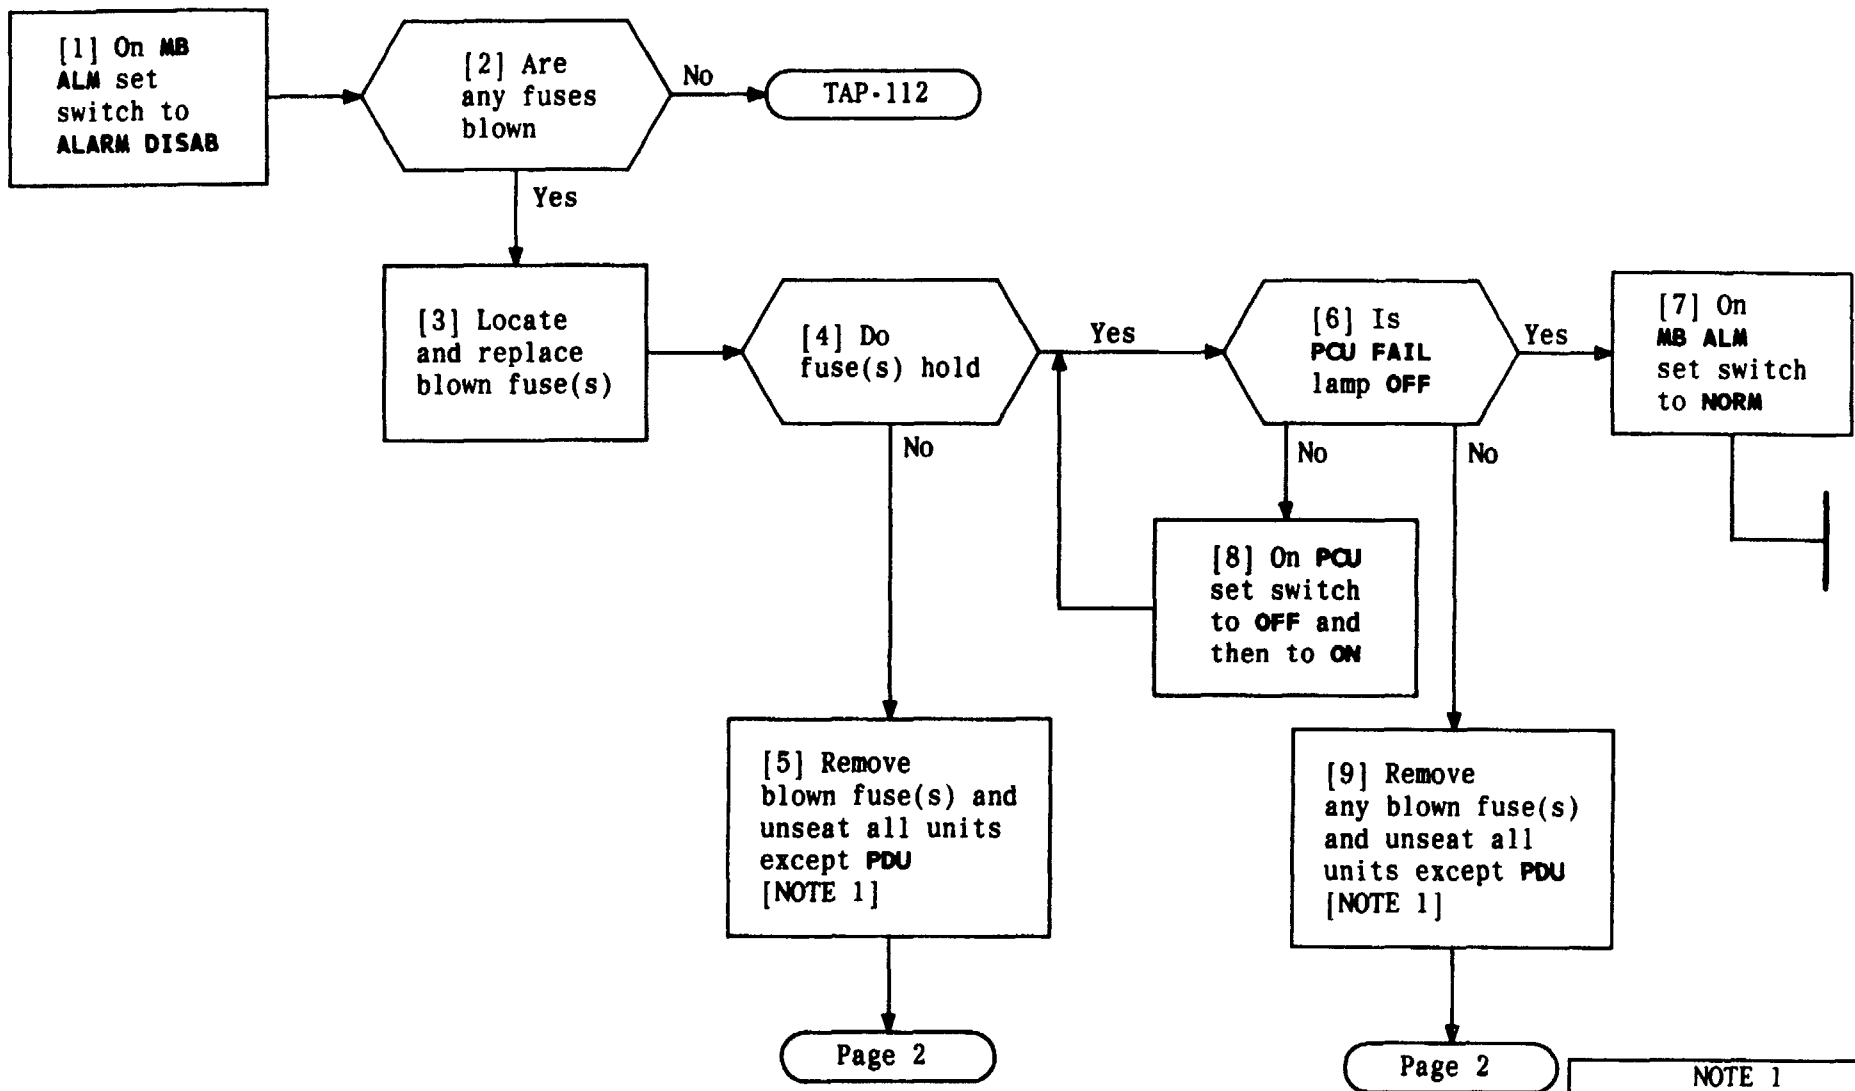 [1] On MB
ALM set
switch to
ALARM DISAB
[2] Are
any fuses
blown
No
TAP-112
Yes
[3] Locate
and replace
blown fuse(s)
[4] Do
fuse(s) hold
Yes
[6] Is
PCU FAIL
lamp OFF
Yes
[7] On
MB ALM
set switch
to NORM
No
No
No
[8] On PCU
set switch
to OFF and
then to ON
[5] Remove
blown fuse(s) and
unseat all units
except PDU
[NOTE 1]
[9] Remove
any blown fuse(s)
and unseat all
units except PDU
[NOTE 1]
Page 2
Page 2
NOTE 1